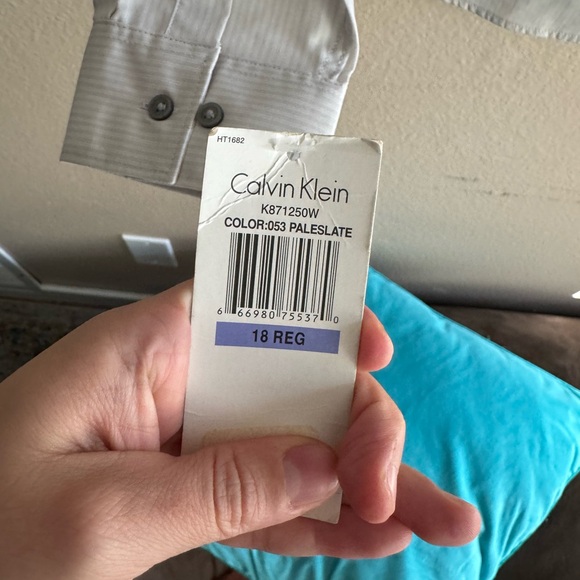 HT1682
Calvin Klein
K871250W
COLOR:053 PALESLATE
6 66980 75537 0
18 REG